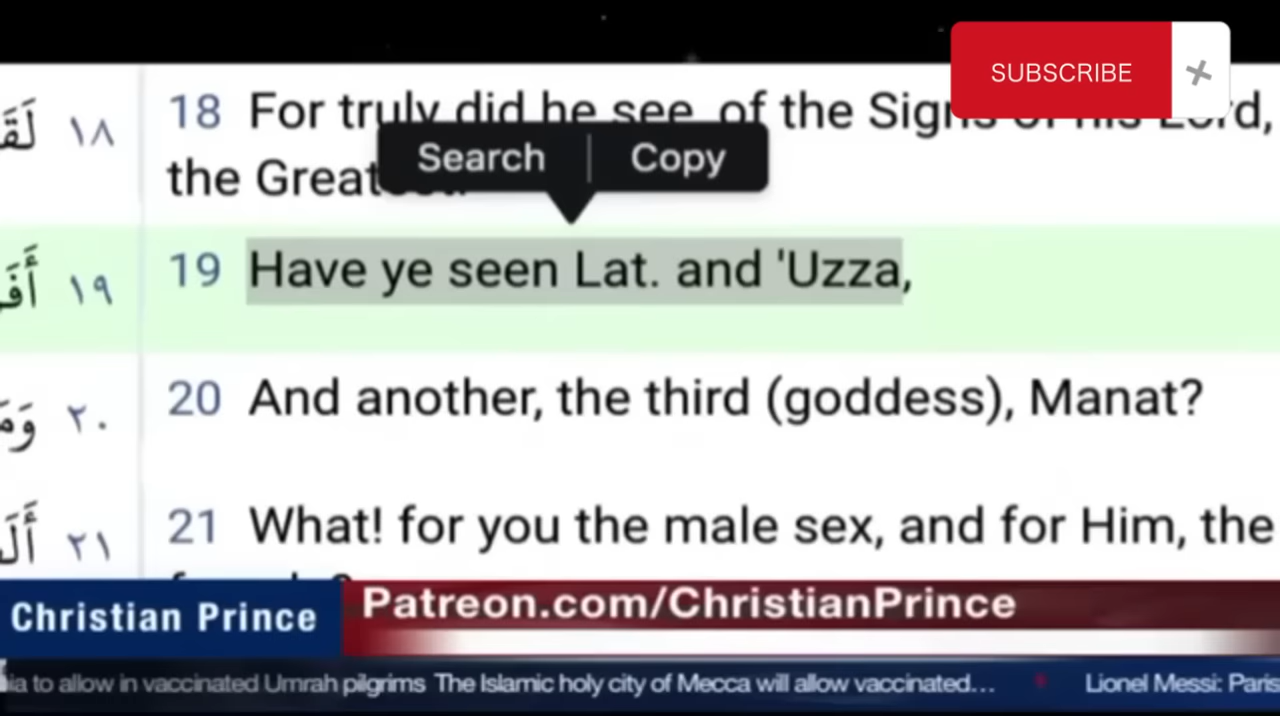 SUBSCRIBE
١٨ 18 For truly did he see, of the Signs of his Lord,
the Greatest!
Search Copy
١٩ 19 Have ye seen Lat. and 'Uzza,
٢٠ 20 And another, the third (goddess), Manat?
٢١ 21 What! for you the male sex, and for Him, the
Christian Prince Patreon.com/ChristianPrince
ia to allow in vaccinated Umrah pilgrims The Islamic holy city of Mecca will allow vaccinated... Lionel Messi: Paris